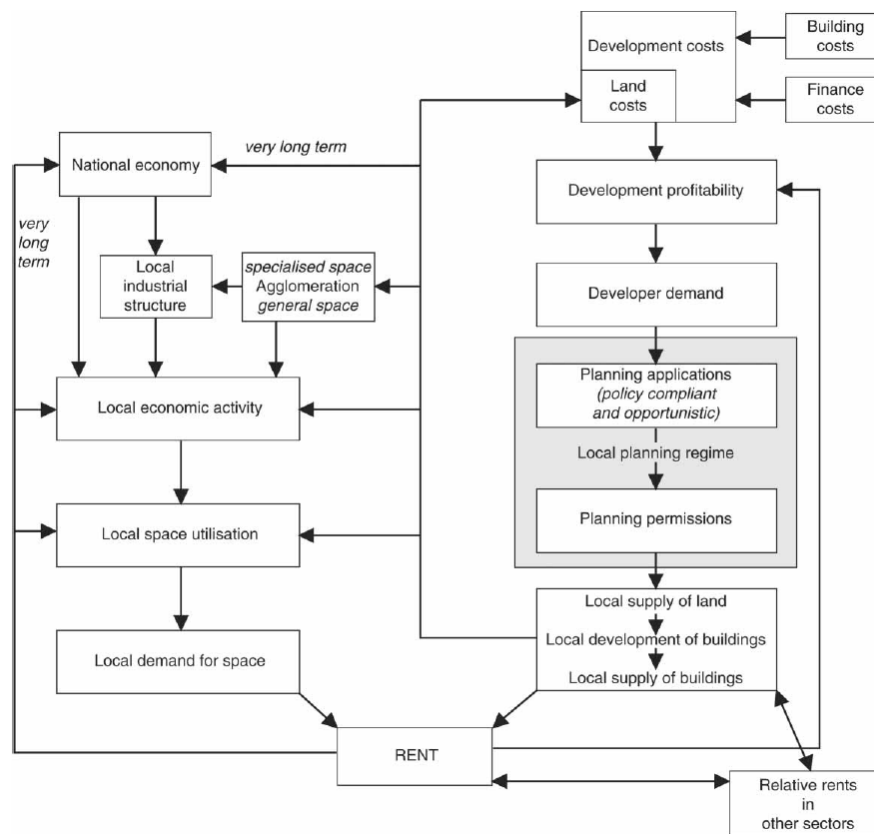 Development costs
Building
costs
Land
costs
Finance
costs
very long term
National economy
Development profitability
very
long
term
Local
industrial
structure
specialised space
Agglomeration
general space
Developer demand
Planning applications
(policy compliant
and opportunistic)
Local economic activity
Local planning regime
Planning permissions
Local space utilisation
Local supply of land
Local development of buildings
Local supply of buildings
Local demand for space
RENT
Relative rents
in
other sectors